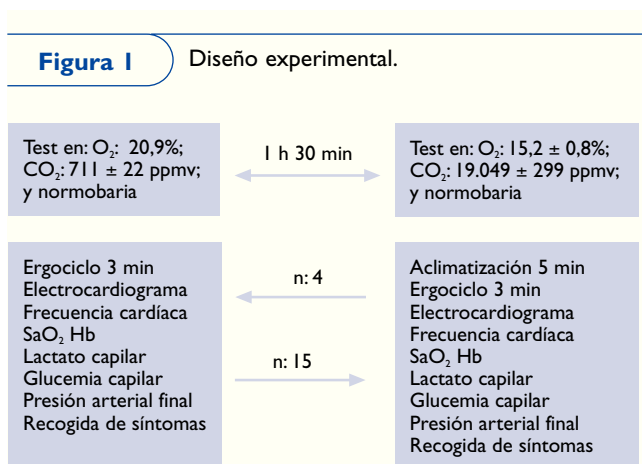 Figura 1
Diseño experimental.
Test en: O₂: 20,9%;
CO₂: 711 ± 22 ppmv;
y normobaria
1 h 30 min
Test en: O₂: 15,2 ± 0,8%;
CO₂: 19.049 ± 299 ppmv;
y normobaria
Ergociclo 3 min
Electrocardiograma
Frecuencia cardíaca
SaO₂ Hb
Lactato capilar
Glucemia capilar
Presión arterial final
Recogida de síntomas
n: 4
n: 15
Aclimatización 5 min
Ergociclo 3 min
Electrocardiograma
Frecuencia cardíaca
SaO₂ Hb
Lactato capilar
Glucemia capilar
Presión arterial final
Recogida de síntomas